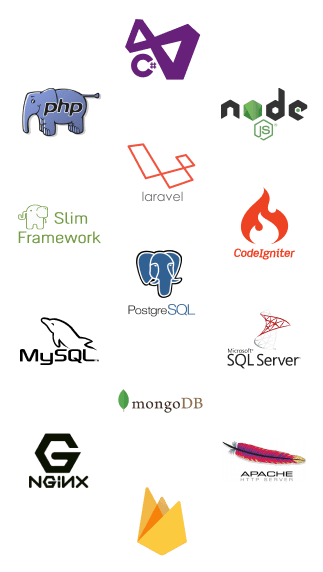 C#
php
node
JS
laravel
Slim
Framework
CodeIgniter
PostgreSQL
MySQL
Microsoft
SQL Server
mongoDB
NGiNX
APACHE
HTTP SERVER